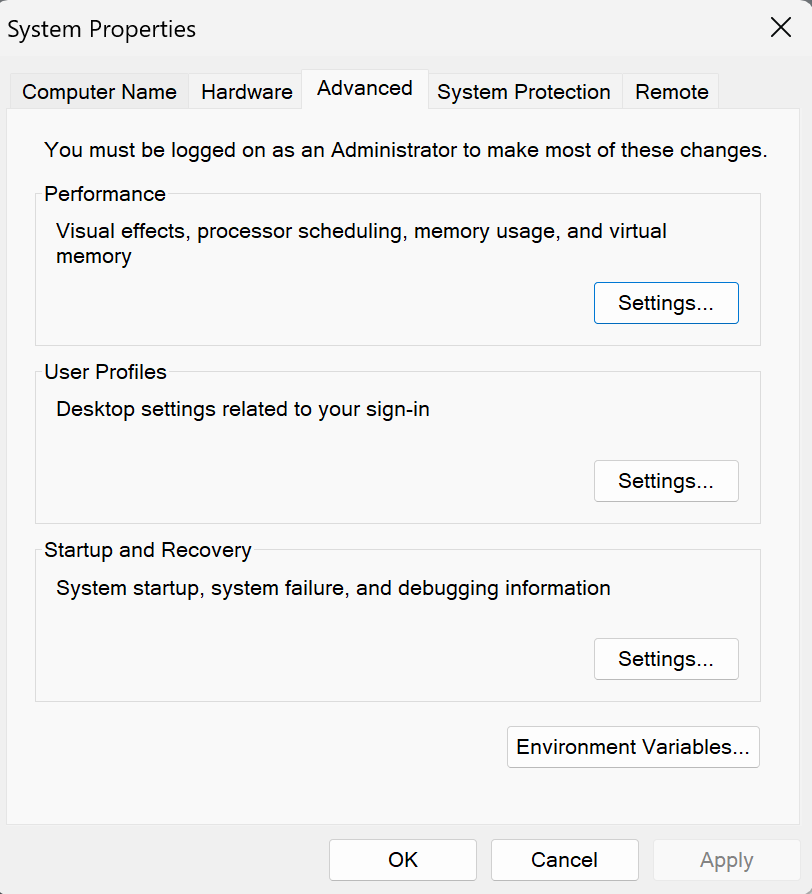 System Properties
Computer Name Hardware Advanced System Protection Remote
You must be logged on as an Administrator to make most of these changes.
Performance
Visual effects, processor scheduling, memory usage, and virtual
memory
Settings...
User Profiles
Desktop settings related to your sign-in
Settings...
Startup and Recovery
System startup, system failure, and debugging information
Settings...
Environment Variables...
OK Cancel Apply